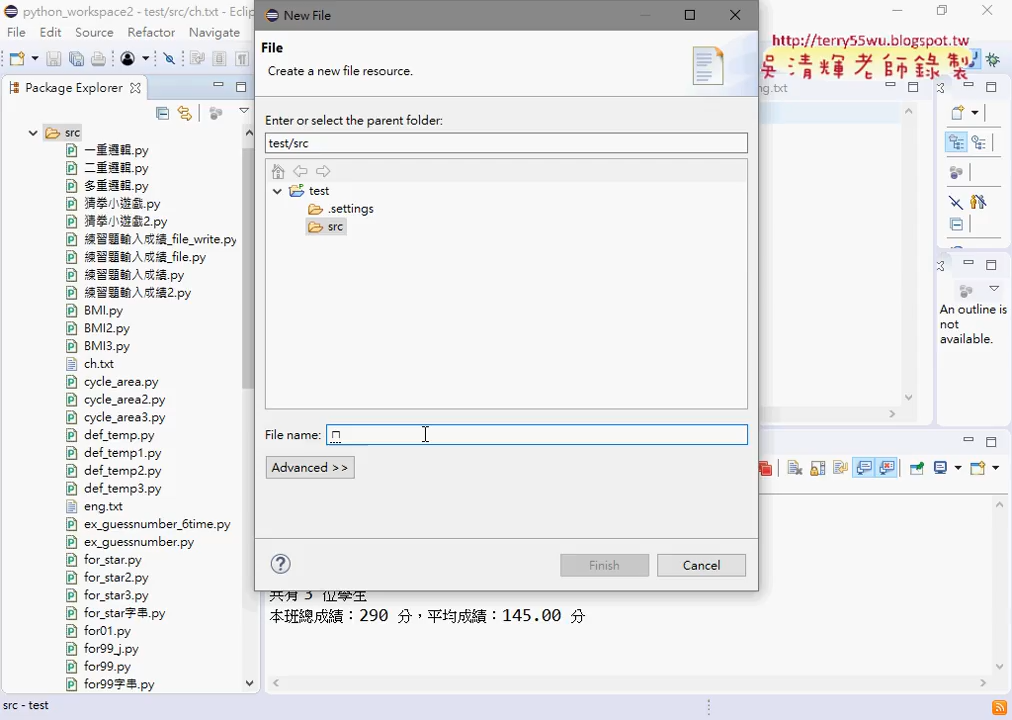 python_workspace2 - test/src/ch.txt - Eclip
File Edit Source Refactor Navigate
Package Explorer
src
一重邏輯.py
二重邏輯.py
多重邏輯.py
猜拳小遊戲.py
猜拳小遊戲2.py
練習題輸入成績_file_write.py
練習題輸入成績_file.py
練習題輸入成績.py
練習題輸入成績2.py
BMI.py
BMI2.py
BMI3.py
ch.txt
cycle_area.py
cycle_area2.py
cycle_area3.py
def_temp.py
def_temp1.py
def_temp2.py
def_temp3.py
eng.txt
ex_guessnumber_6time.py
ex_guessnumber.py
for_star.py
for_star2.py
for_star3.py
for_star字串.py
for01.py
for99_j.py
for99.py
for99字串.py
src - test
New File
File
Create a new file resource.
Enter or select the parent folder:
test/src
test
.settings
src
File name: ㄇ
Advanced >>
Finish Cancel
http://terry55wu.blogspot.tw
吳清輝老師錄製
ng.txt
An outline is
not
available.
共有 3 位學生
本班總成績：290 分，平均成績：145.00 分